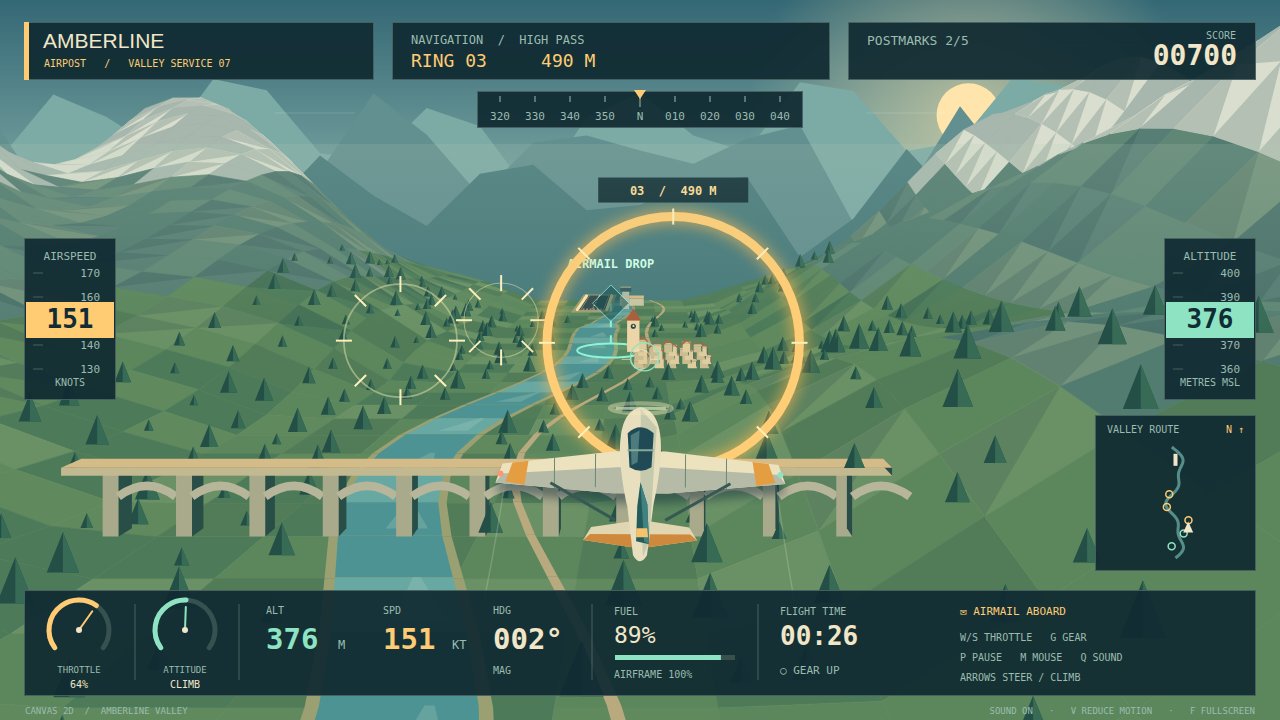 AMBERLINE
AIRPOST / VALLEY SERVICE 07
NAVIGATION / HIGH PASS
RING 03 490 M
POSTMARKS 2/5
SCORE
00700
320 330 340 350 N 010 020 030 040
03 / 490 M
AIRMAIL DROP
AIRSPEED
170
160
151
140
130
KNOTS
ALTITUDE
400
390
376
370
360
METRES MSL
VALLEY ROUTE N ↑
THROTTLE
64%
ATTITUDE
CLIMB
ALT
376 M
SPD
151 KT
HDG
002°
MAG
FUEL
89%
AIRFRAME 100%
FLIGHT TIME
00:26
○ GEAR UP
✉ AIRMAIL ABOARD
W/S THROTTLE G GEAR
P PAUSE M MOUSE Q SOUND
ARROWS STEER / CLIMB
CANVAS 2D / AMBERLINE VALLEY
SOUND ON · V REDUCE MOTION · F FULLSCREEN